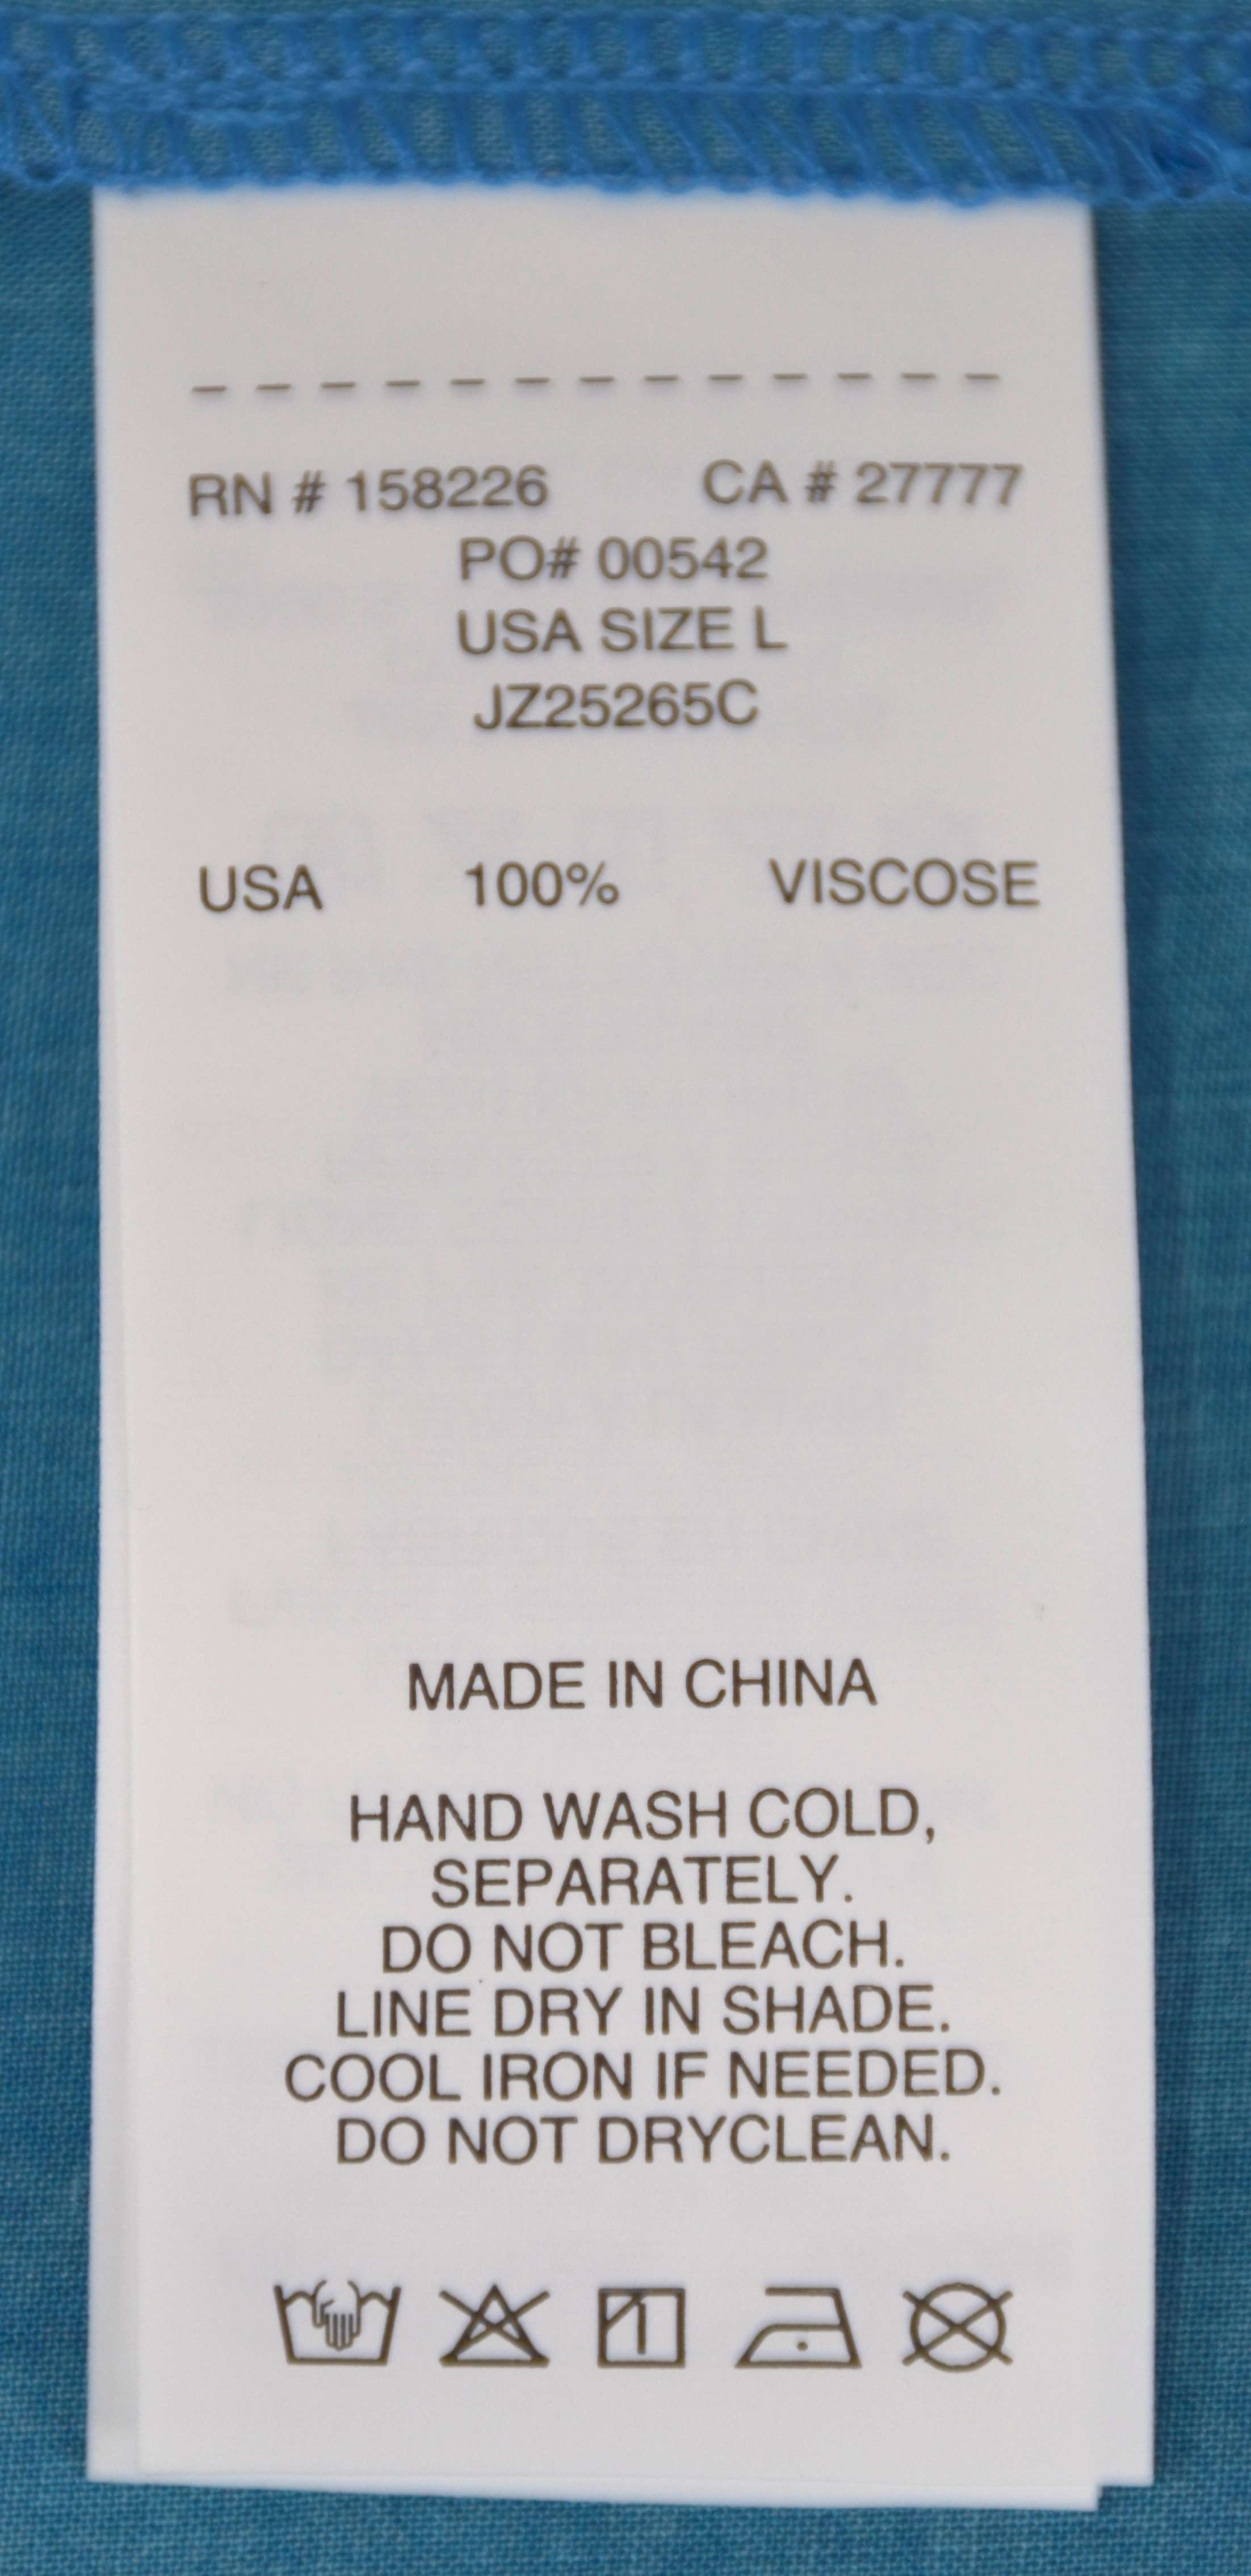 RN # 158226 CA # 27777
PO# 00542
USA SIZE L
JZ25265C
USA 100% VISCOSE
MADE IN CHINA
HAND WASH COLD,
SEPARATELY.
DO NOT BLEACH.
LINE DRY IN SHADE.
COOL IRON IF NEEDED.
DO NOT DRYCLEAN.